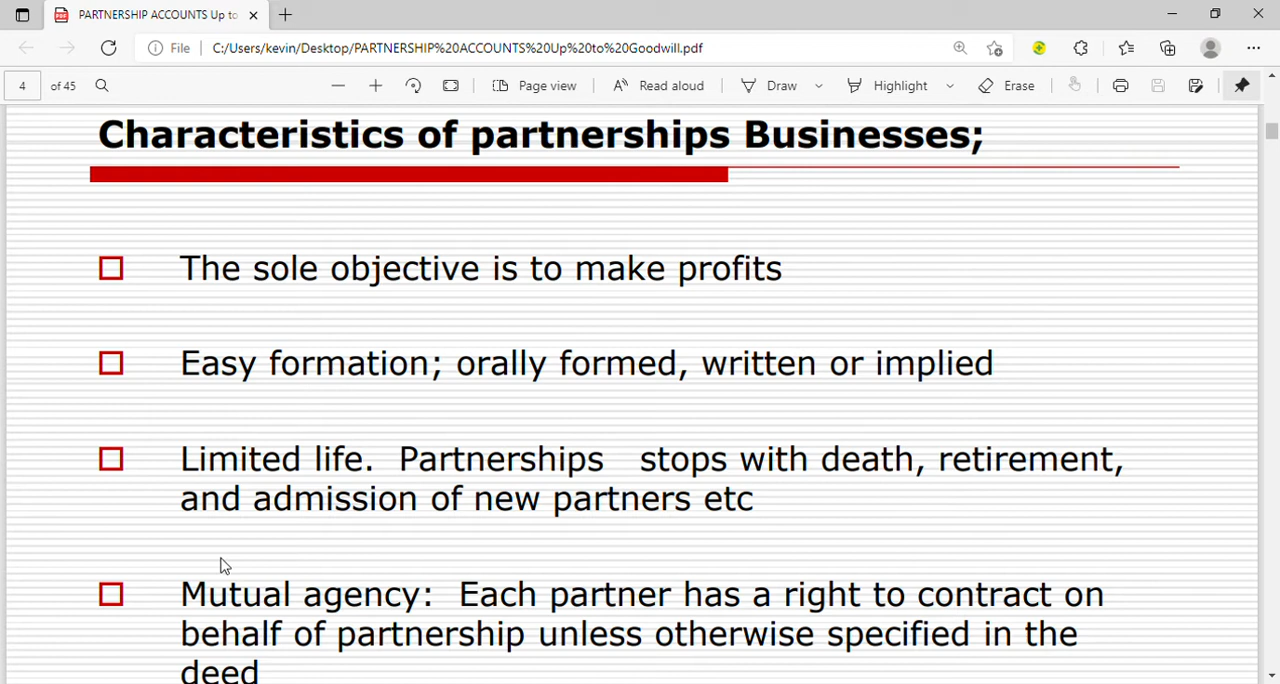 PARTNERSHIP ACCOUNTS Up to
File C:/Users/kevin/Desktop/PARTNERSHIP%20ACCOUNTS%20Up%20to%20Goodwill.pdf
4 of 45 Page view Read aloud Draw Highlight Erase
Characteristics of partnerships Businesses;
The sole objective is to make profits
Easy formation; orally formed, written or implied
Limited life. Partnerships stops with death, retirement,
and admission of new partners etc
Mutual agency: Each partner has a right to contract on
behalf of partnership unless otherwise specified in the
deed